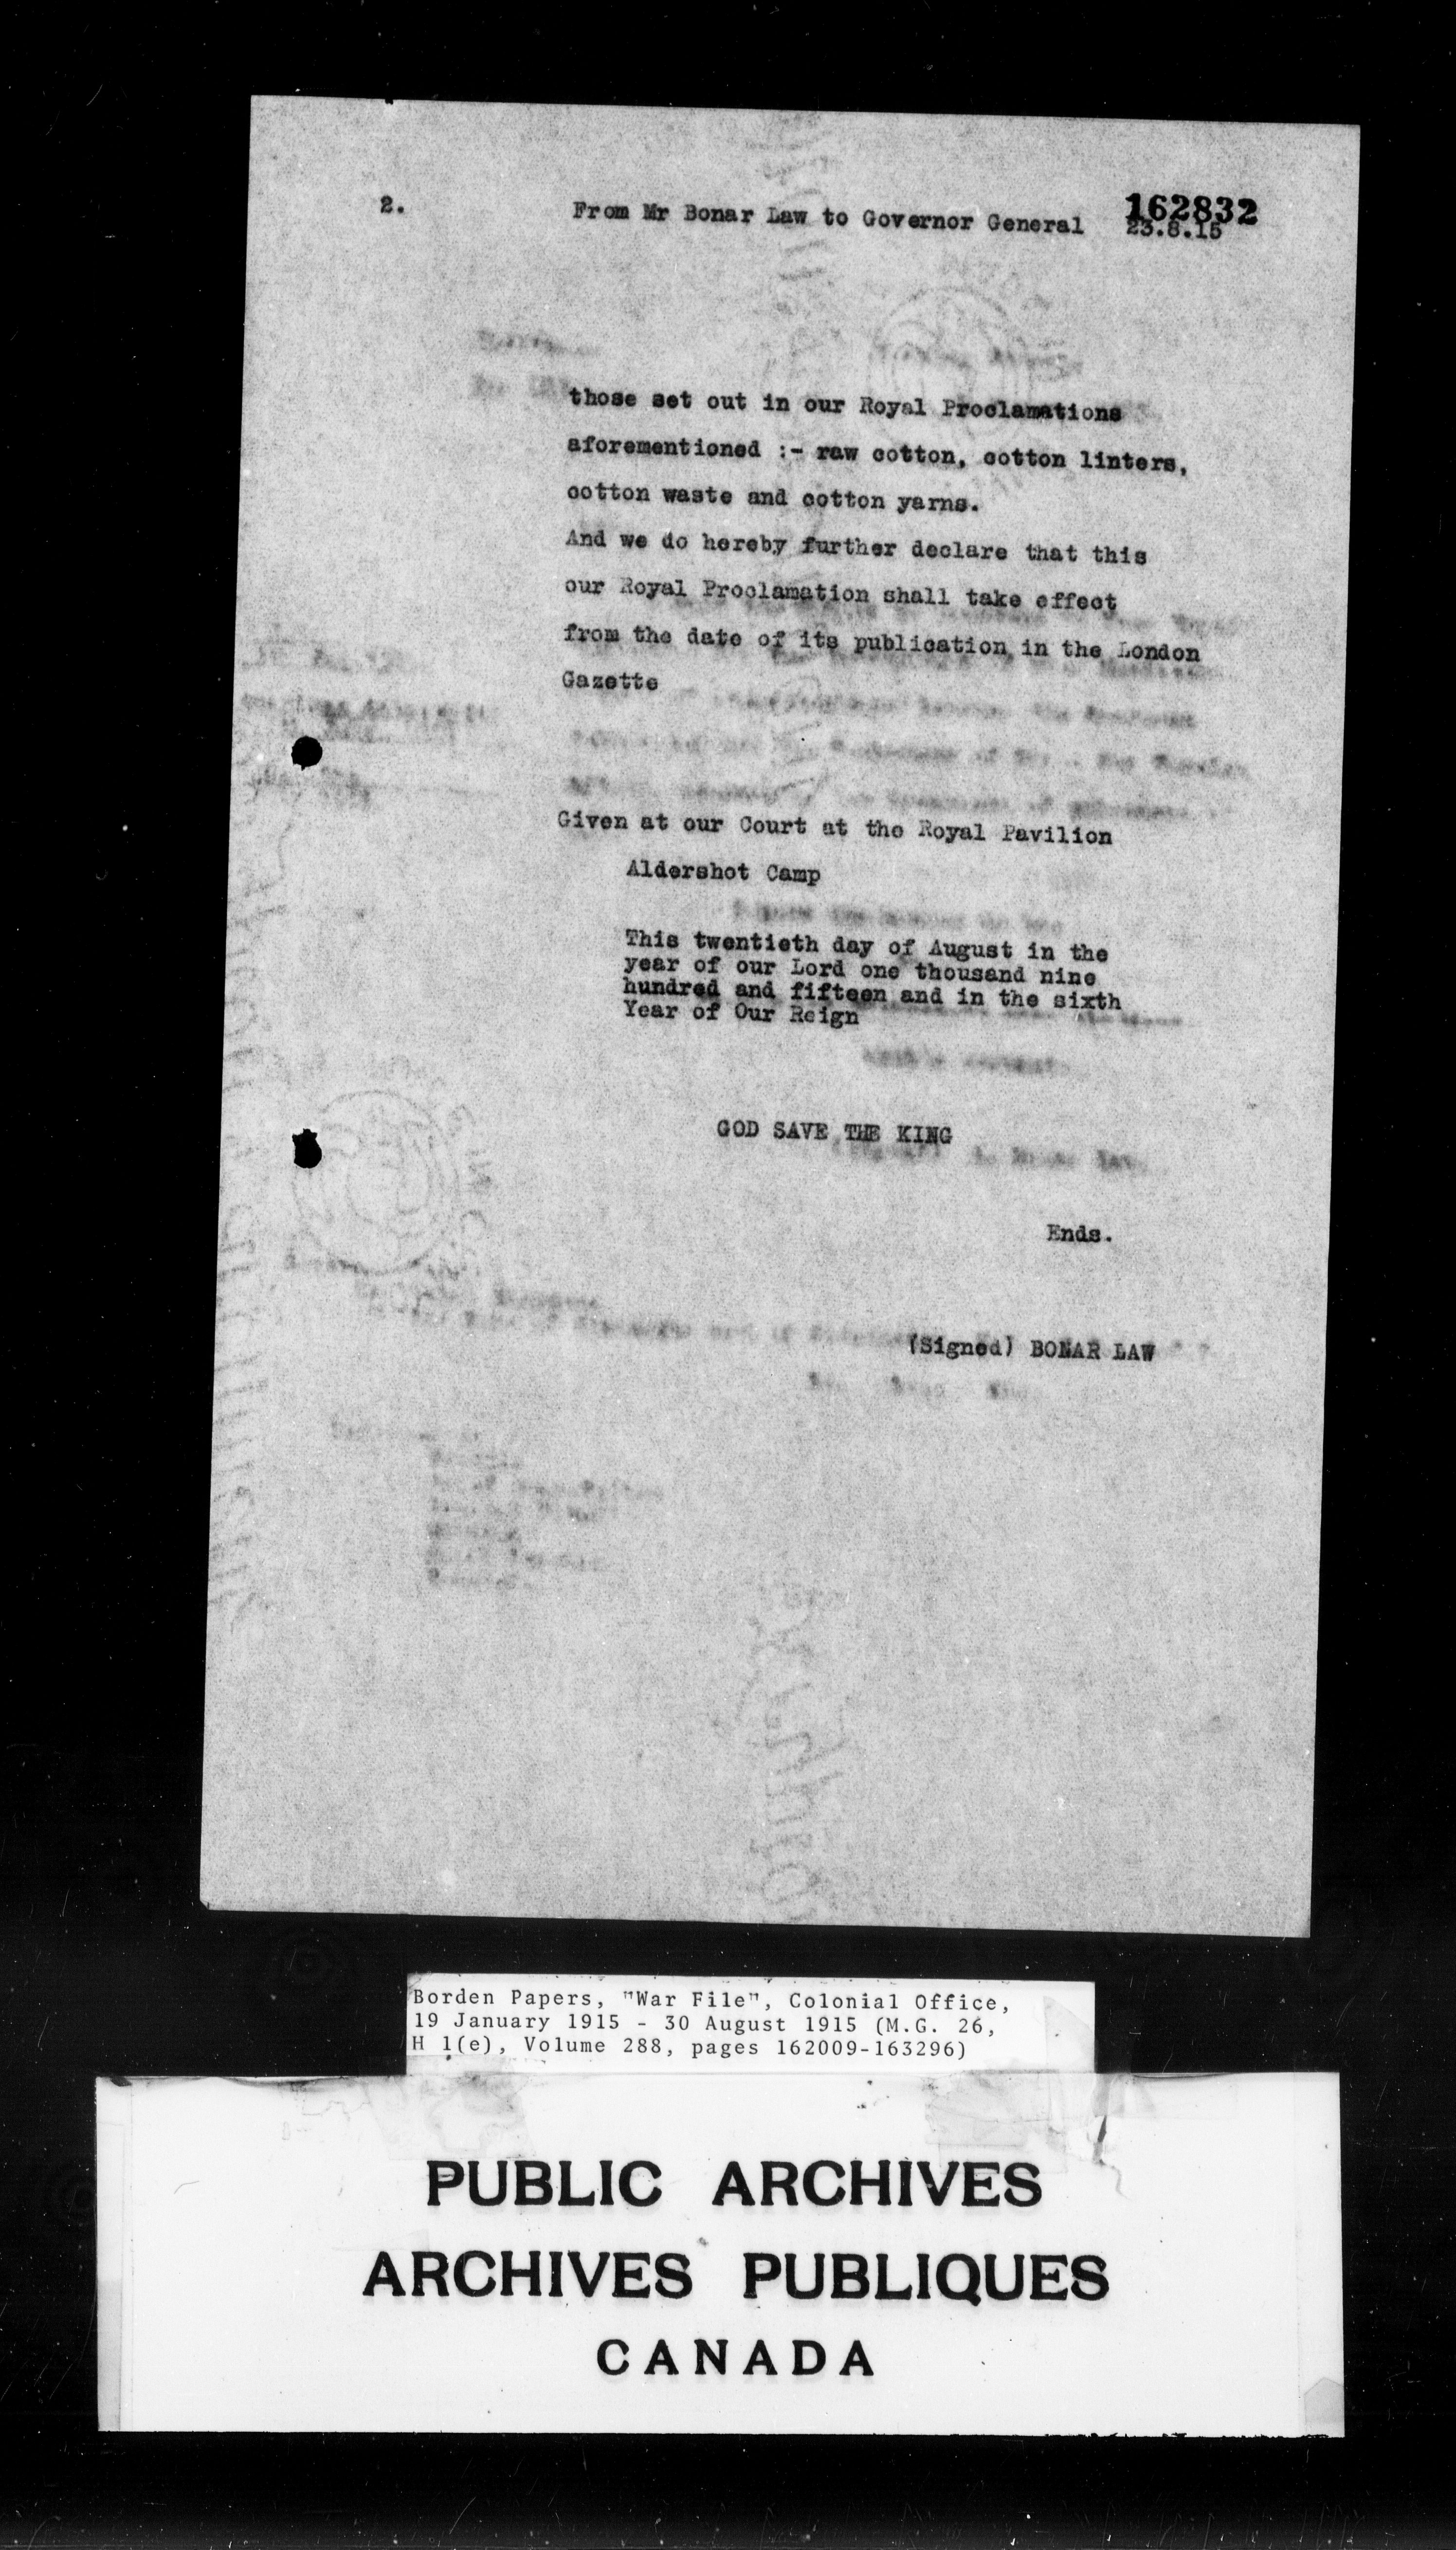 2. From Mr Bonar Law to Governor General 162832
23.8.15
those set out in our Royal Proclamations
aforementioned :- raw cotton, cotton linters,
cotton waste and cotton yarns.
And we do hereby further declare that this
our Royal Proclamation shall take effect
from the date of its publication in the London
Gazette
Given at our Court at the Royal Pavilion
Aldershot Camp
This twentieth day of August in the
year of our Lord one thousand nine
hundred and fifteen and in the sixth
Year of Our Reign
GOD SAVE THE KING
Ends.
(Signed) BONAR LAW
Borden Papers, "War File", Colonial Office,
19 January 1915 - 30 August 1915 (M.G. 26,
H 1(e), Volume 288, pages 162009-163296)
PUBLIC ARCHIVES
ARCHIVES PUBLIQUES
CANADA